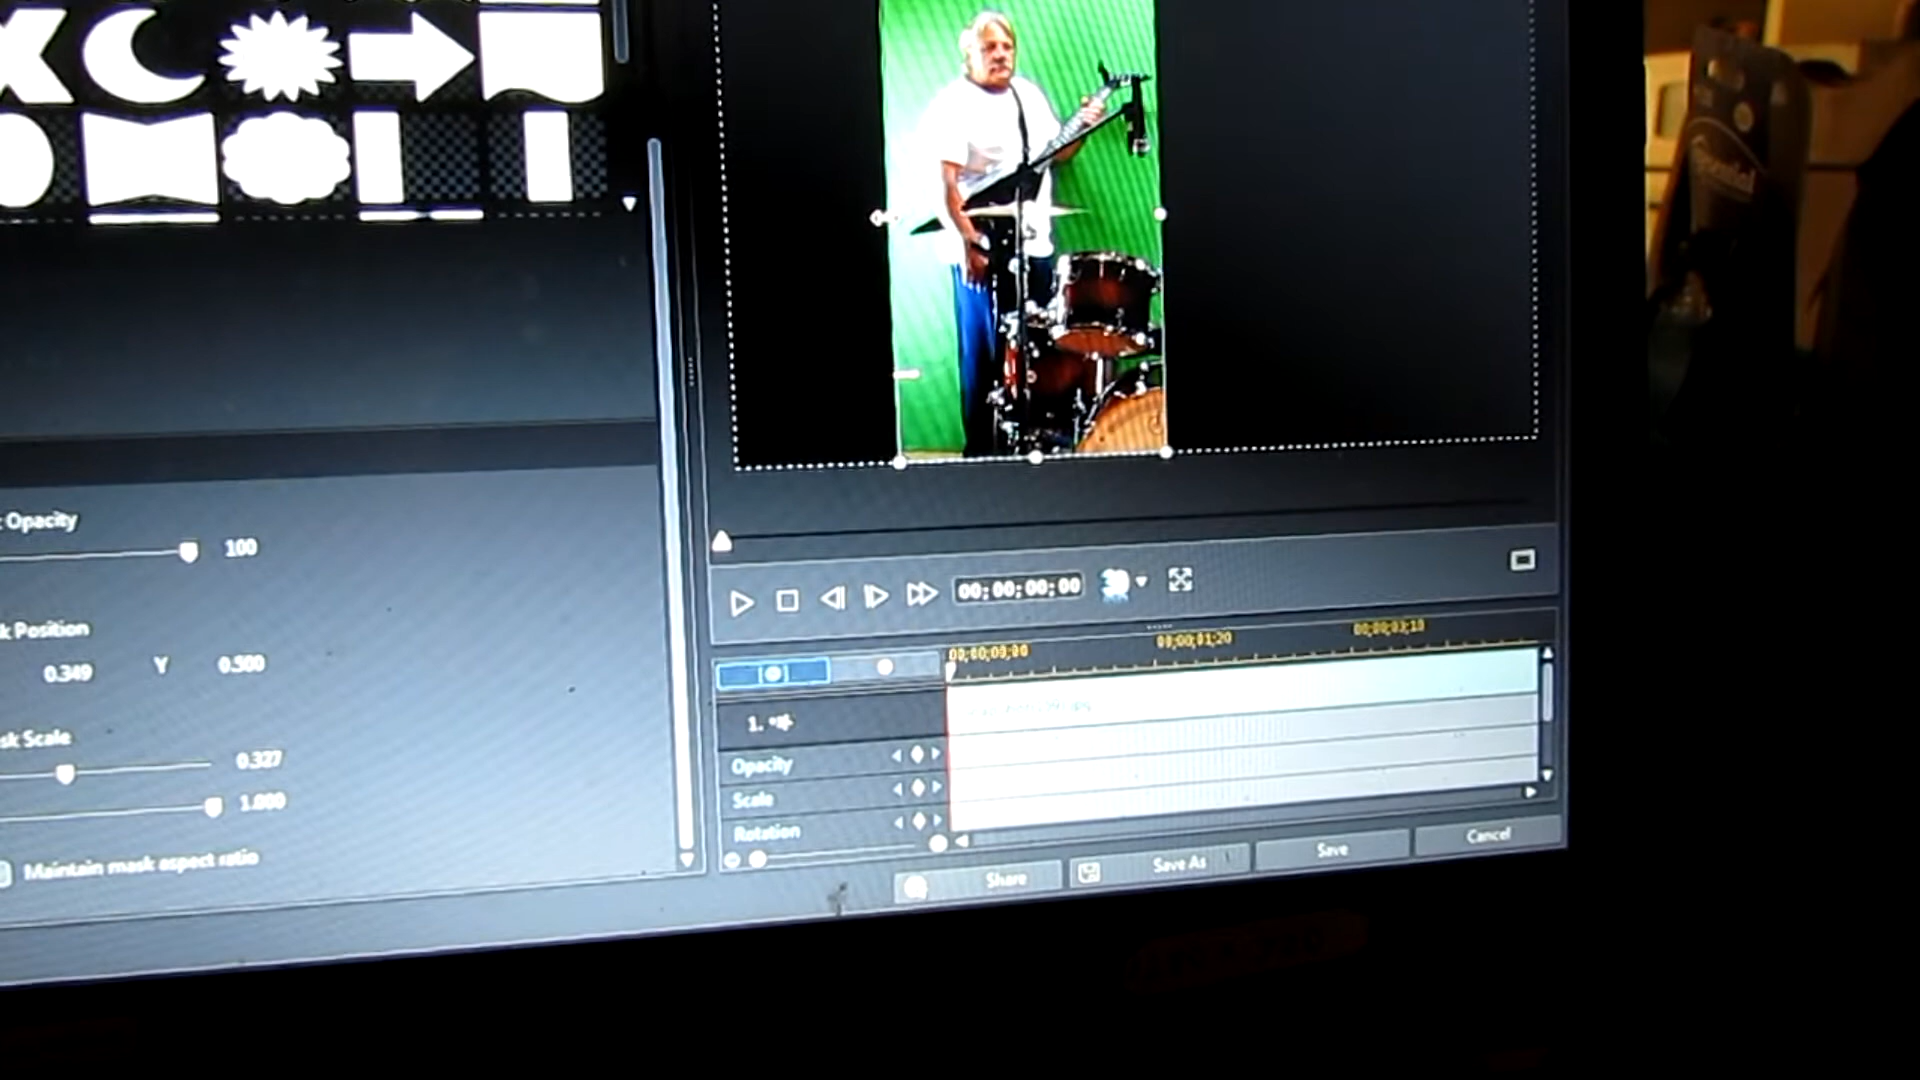 Opacity
100
k Position
0.349 Y 0.500
sk Scale
0.327
1.000
Maintain mask aspect ratio
00;00;00;00
3D
00;00;00;00 00;00;01;20 00;00;03;10
1.
Opacity
Scale
Rotation
Share Save As Save Cancel